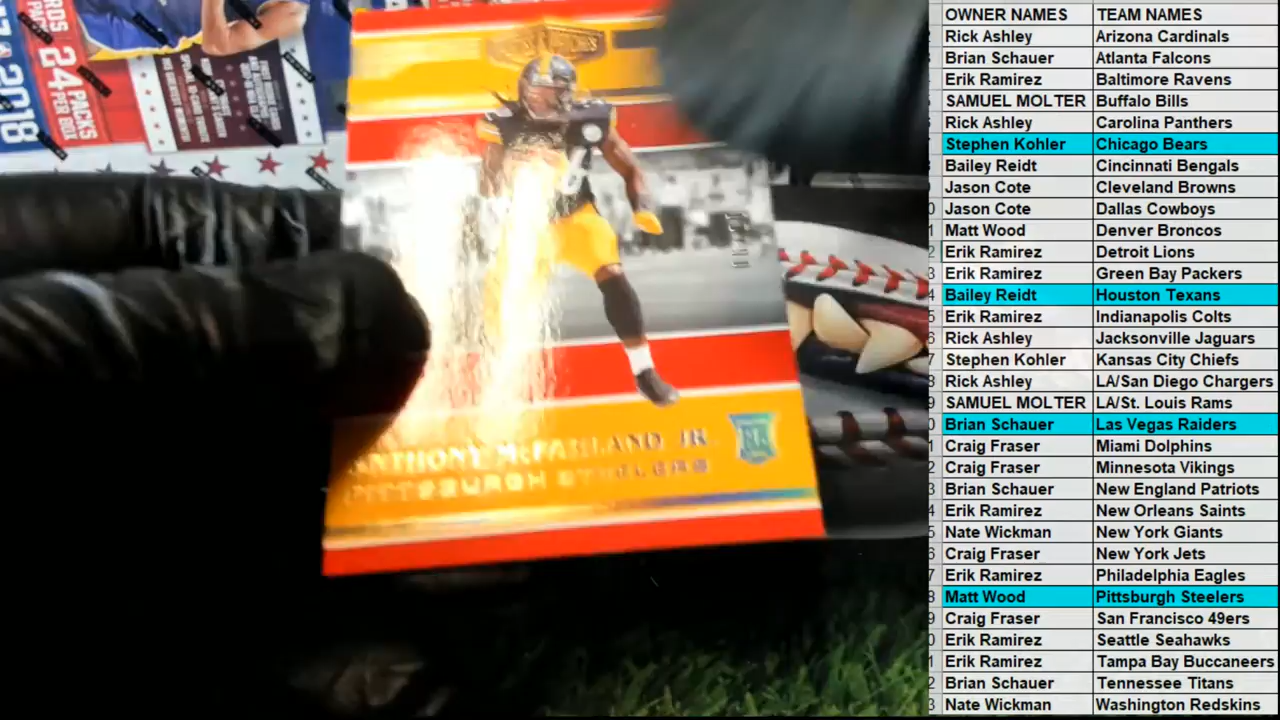 2018
24
PACKS
PER BOX
ANTHONY McFARLAND JR.
PITTSBURGH STEELERS
OWNER NAMES TEAM NAMES
Rick Ashley Arizona Cardinals
Brian Schauer Atlanta Falcons
Erik Ramirez Baltimore Ravens
SAMUEL MOLTER Buffalo Bills
Rick Ashley Carolina Panthers
Stephen Kohler Chicago Bears
Bailey Reidt Cincinnati Bengals
Jason Cote Cleveland Browns
Jason Cote Dallas Cowboys
Matt Wood Denver Broncos
Erik Ramirez Detroit Lions
Erik Ramirez Green Bay Packers
Bailey Reidt Houston Texans
Erik Ramirez Indianapolis Colts
Rick Ashley Jacksonville Jaguars
Stephen Kohler Kansas City Chiefs
Rick Ashley LA/San Diego Chargers
SAMUEL MOLTER LA/St. Louis Rams
Brian Schauer Las Vegas Raiders
Craig Fraser Miami Dolphins
Craig Fraser Minnesota Vikings
Brian Schauer New England Patriots
Erik Ramirez New Orleans Saints
Nate Wickman New York Giants
Craig Fraser New York Jets
Erik Ramirez Philadelphia Eagles
Matt Wood Pittsburgh Steelers
Craig Fraser San Francisco 49ers
Erik Ramirez Seattle Seahawks
Erik Ramirez Tampa Bay Buccaneers
Brian Schauer Tennessee Titans
Nate Wickman Washington Redskins